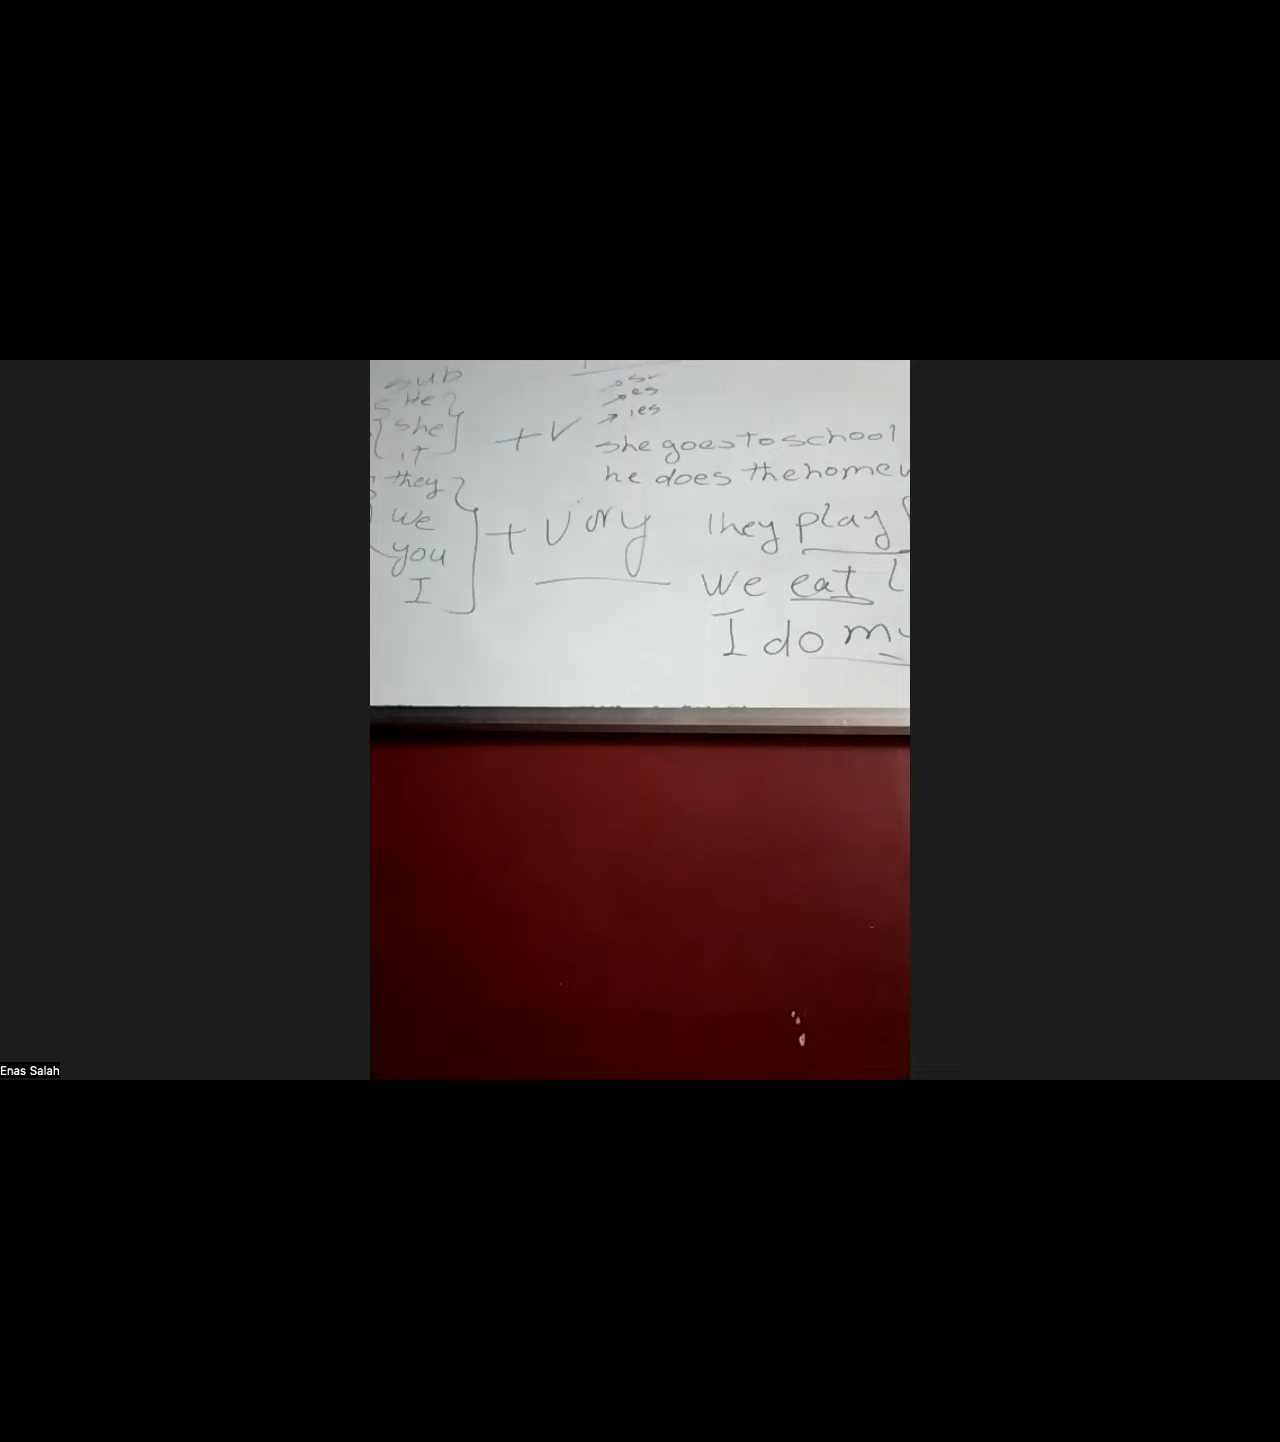 sub
He
she
it
+V
es
ies
she goes to school
he does the home
they
we
you
I
+ V
They play
we eat
I do
Enas Salah